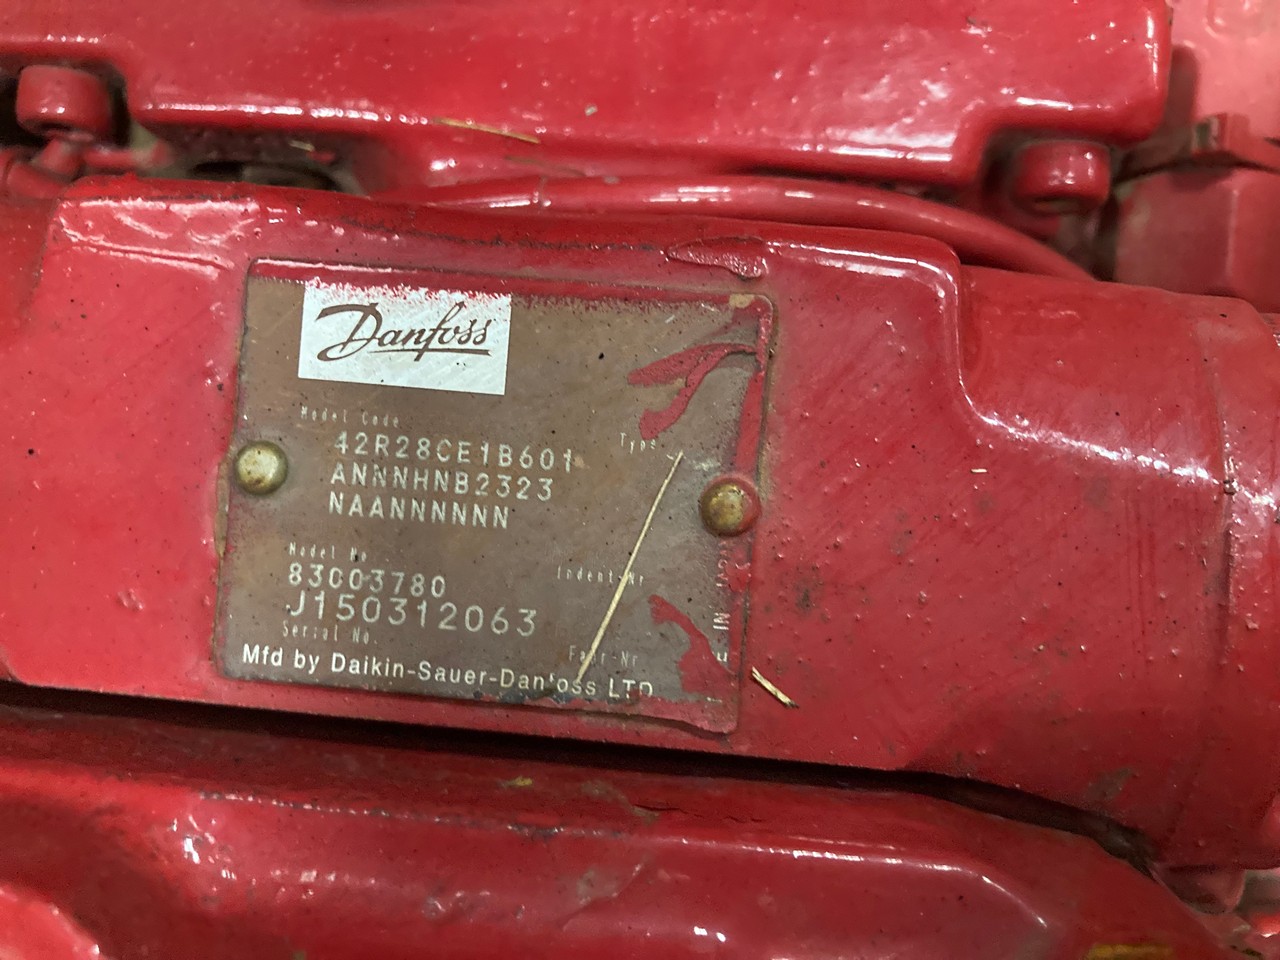 Danfoss
Model Code
Type
42R28CE1B601
ANNNHNB2323
NAANNNNNN
Model No.
Ident-Nr
83003780
J150312063
Serial No.
Fabr-Nr
Mfd by Daikin-Sauer-Danfoss LTD
IN